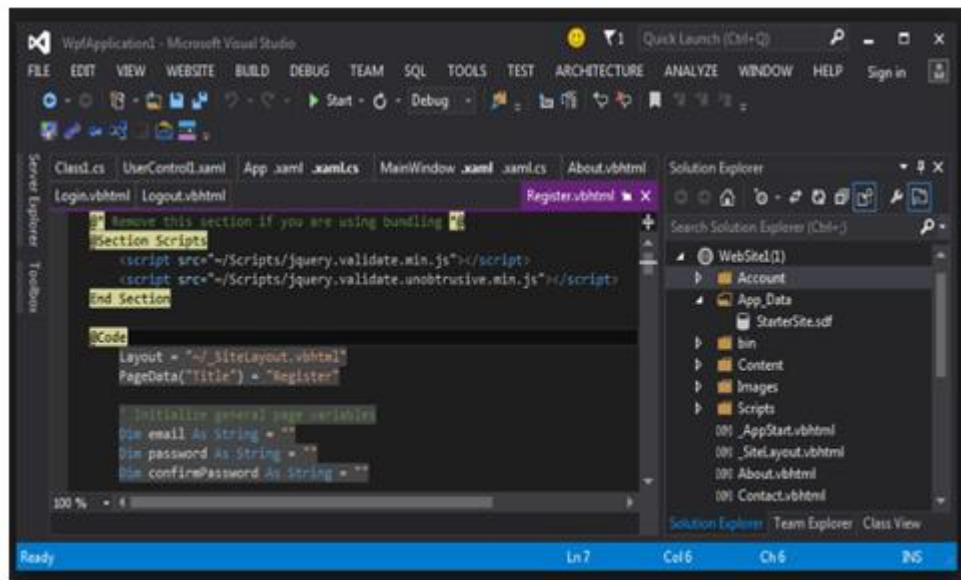 WpfApplication1 - Microsoft Visual Studio
1
Quick Launch (Ctrl+Q)
FILE EDIT VIEW WEBSITE BUILD DEBUG TEAM SQL TOOLS TEST ARCHITECTURE ANALYZE WINDOW HELP Sign in
Start Debug
Server Explorer
Toolbox
Class1.cs UserControl1.xaml App .xaml .xaml.cs MainWindow .xaml .xaml.cs About.vbhtml
Login.vbhtml Logout.vbhtml Register.vbhtml
@* Remove this section if you are using bundling *@
@Section Scripts
<script src="~/Scripts/jquery.validate.min.js"></script>
<script src="~/Scripts/jquery.validate.unobtrusive.min.js"></script>
End Section
@Code
Layout = "~/_SiteLayout.vbhtml"
PageData("Title") = "Register"
' Initialize general page variables
Dim email As String = ""
Dim password As String = ""
Dim confirmPassword As String = ""
100 %
Solution Explorer
Search Solution Explorer (Ctrl+;)
WebSite1(1)
Account
App_Data
StarterSite.sdf
bin
Content
Images
Scripts
_AppStart.vbhtml
_SiteLayout.vbhtml
About.vbhtml
Contact.vbhtml
Solution Explorer Team Explorer Class View
Ready Ln 7 Col 6 Ch 6 INS